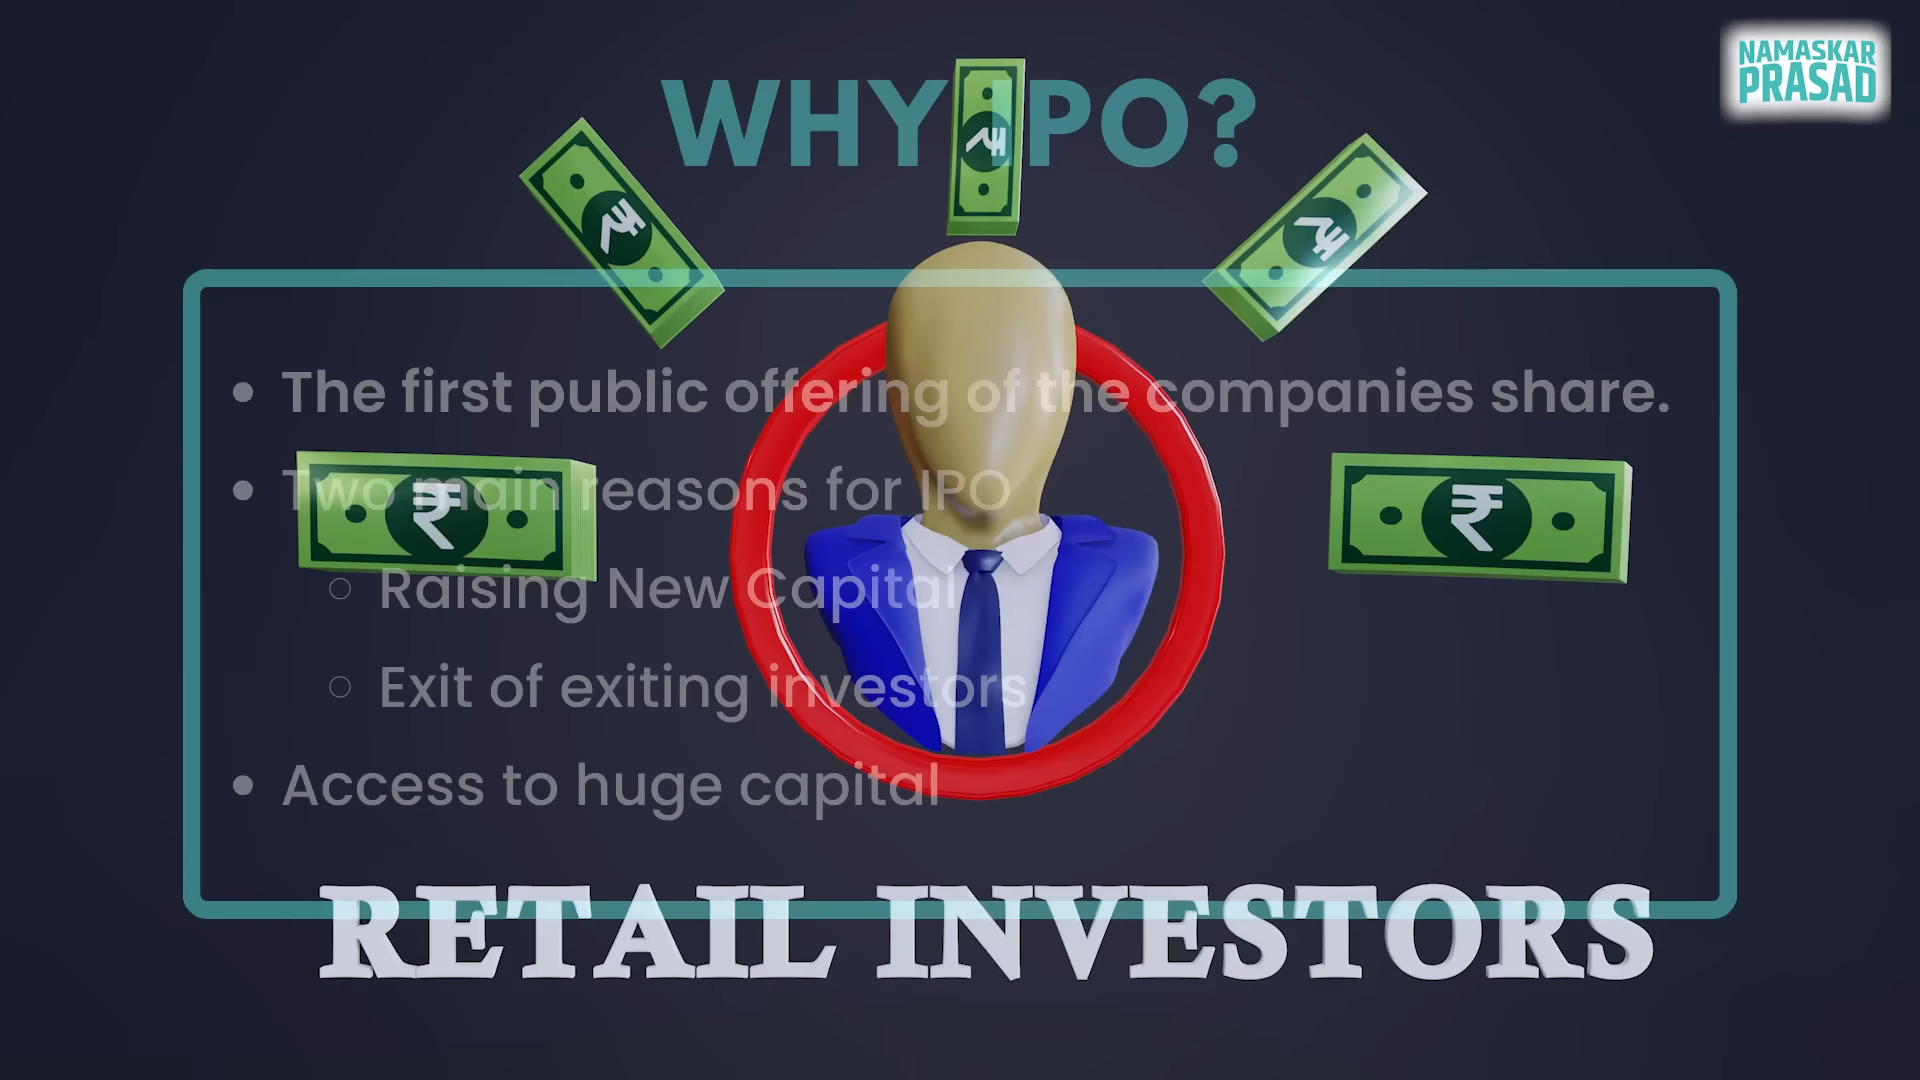 NAMASKAR
PRASAD
WHY IPO?
• The first public offering of the companies share.
• Two main reasons for IPO
○ Raising New Capital
○ Exit of exiting investors
• Access to huge capital
₹
₹
₹
₹
₹
RETAIL INVESTORS